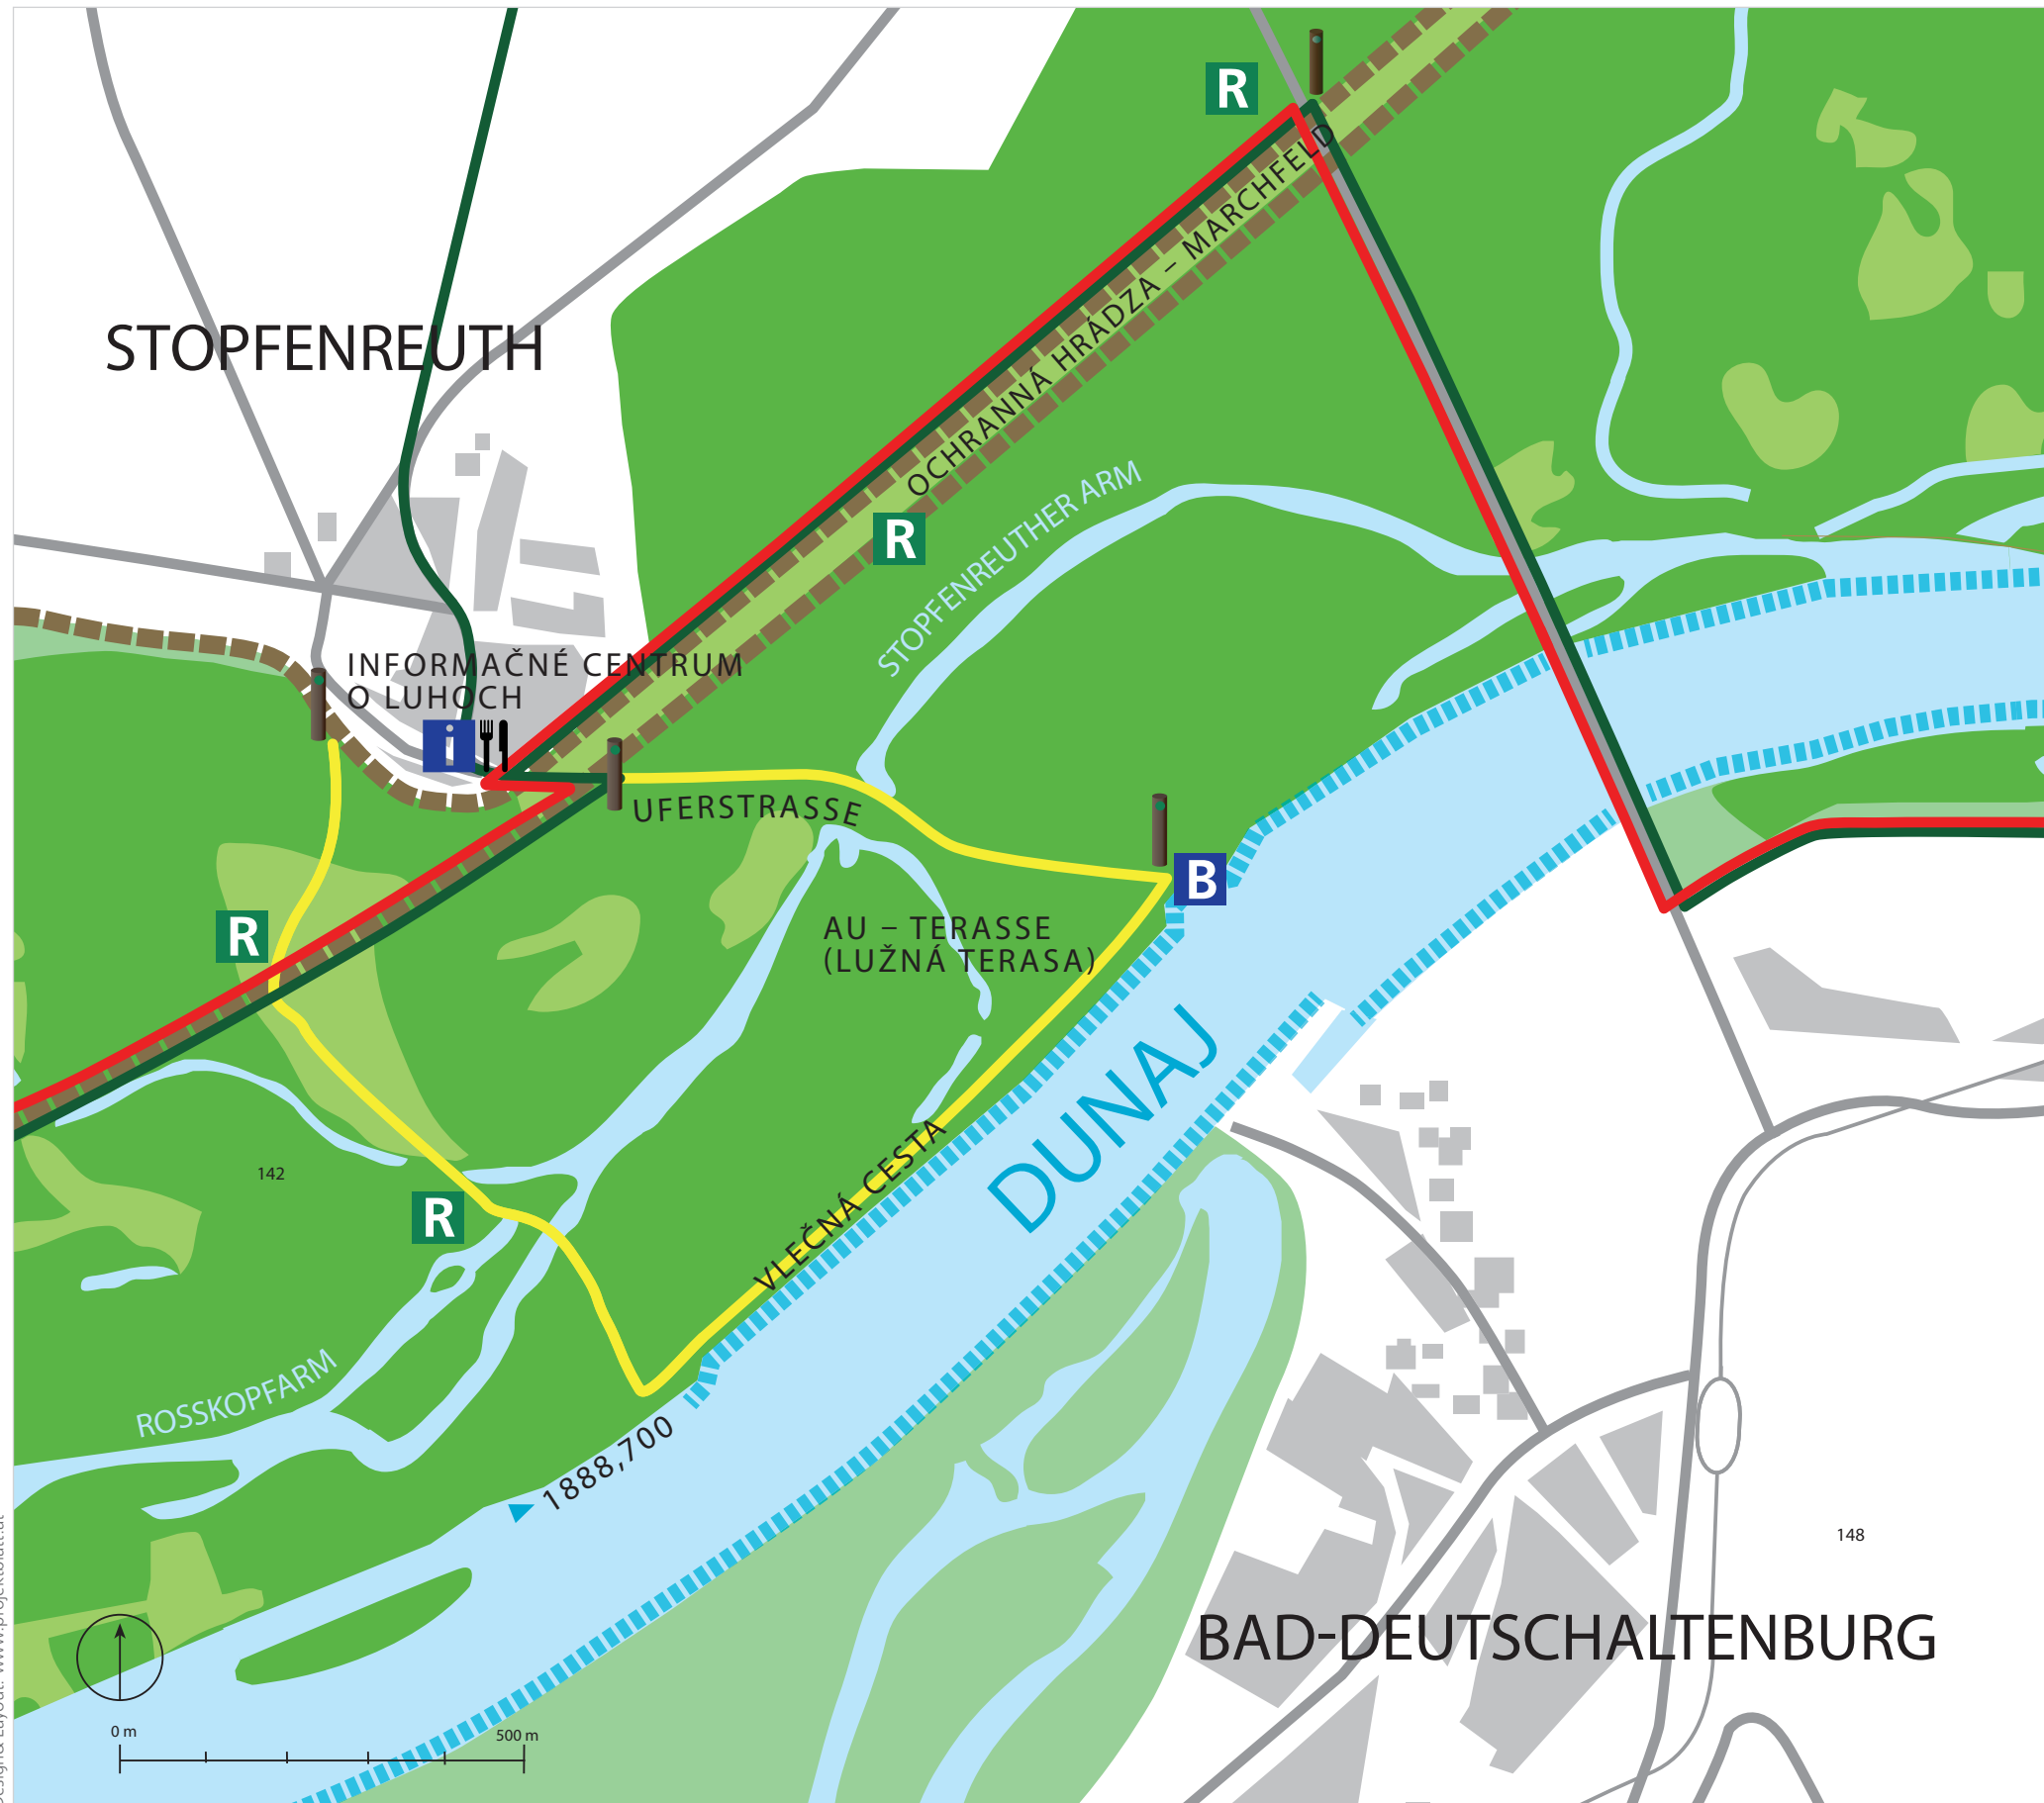 R
OCHRANNÁ HRÁDZA – MARCHFELD
STOPFENREUTH
R
STOPFENREUTHER ARM
INFORMAČNÉ CENTRUM
O LUHOCH
i
UFERSTRASSE
B
R
AU – TERASSE
(LUŽNÁ TERASA)
DUNAJ
VLEČNÁ CESTA
142
R
ROSSKOPFARM
1888,700
148
BAD-DEUTSCHALTENBURG
0 m
500 m